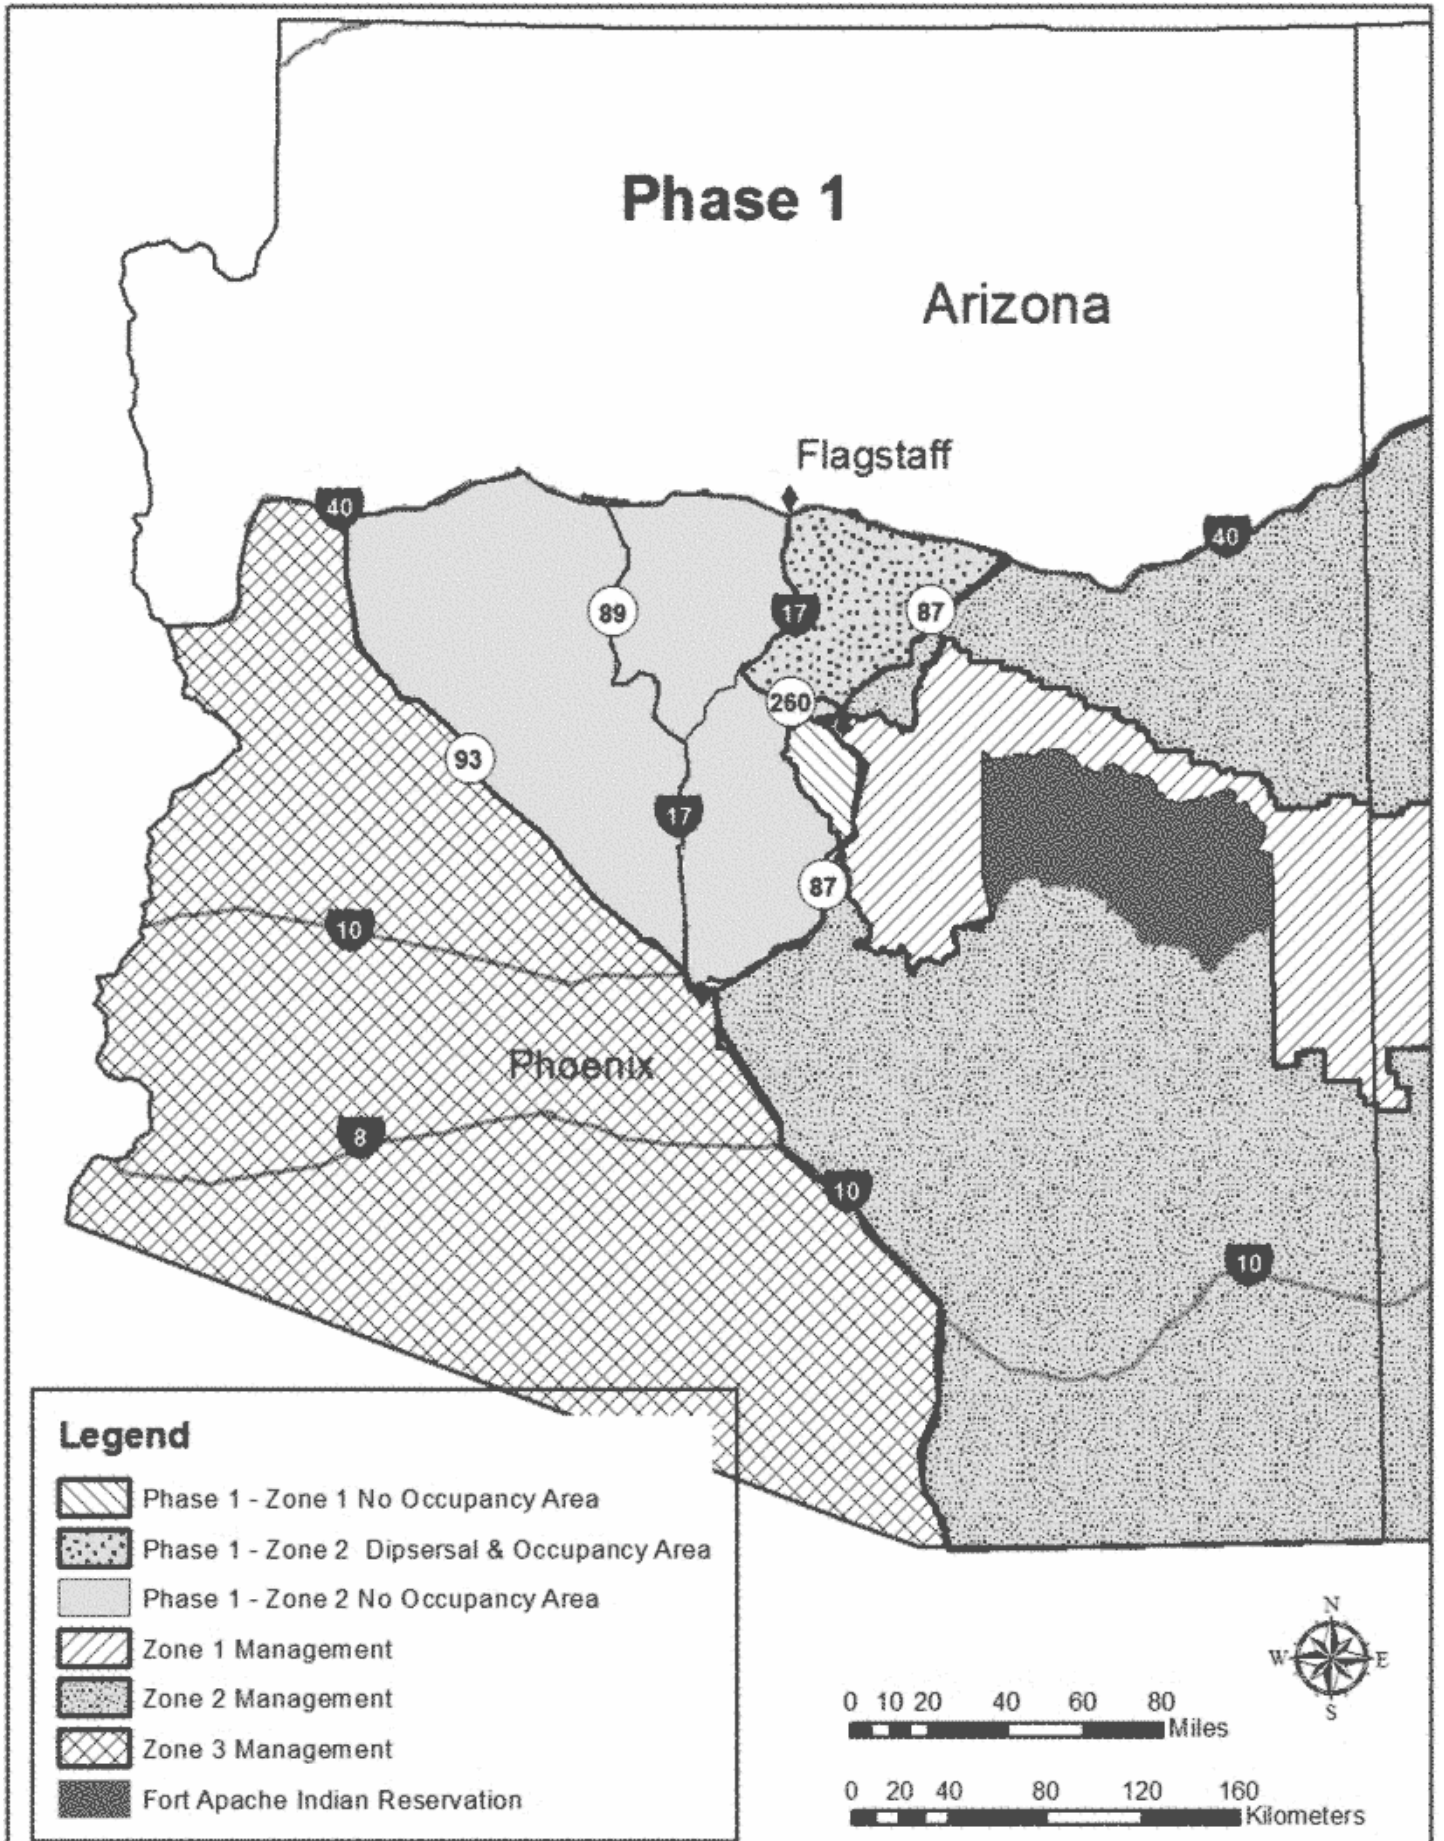 Phase 1
Arizona
Flagstaff
40
40
89
17
87
260
93
17
87
10
Phoenix
8
10
10
Legend
Phase 1 - Zone 1 No Occupancy Area
Phase 1 - Zone 2 Dipsersal & Occupancy Area
Phase 1 - Zone 2 No Occupancy Area
Zone 1 Management
Zone 2 Management
Zone 3 Management
Fort Apache Indian Reservation
N
W E
S
0 10 20 40 60 80
Miles
0 20 40 80 120 160
Kilometers